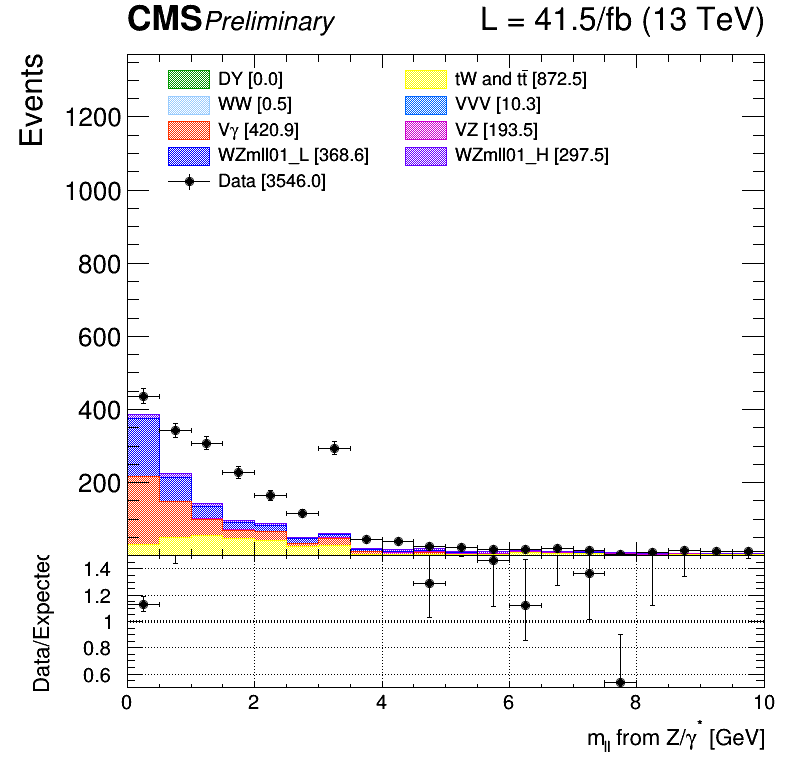 CMS Preliminary L = 41.5/fb (13 TeV)
Events
DY [0.0] tW and tt̄ [872.5]
WW [0.5] VVV [10.3]
Vγ [420.9] VZ [193.5]
WZmll01_L [368.6] WZmll01_H [297.5]
Data [3546.0]
1200
1000
800
600
400
200
Data/Expected
1.4
1.2
1
0.8
0.6
0 2 4 6 8 10
m_ll from Z/γ* [GeV]